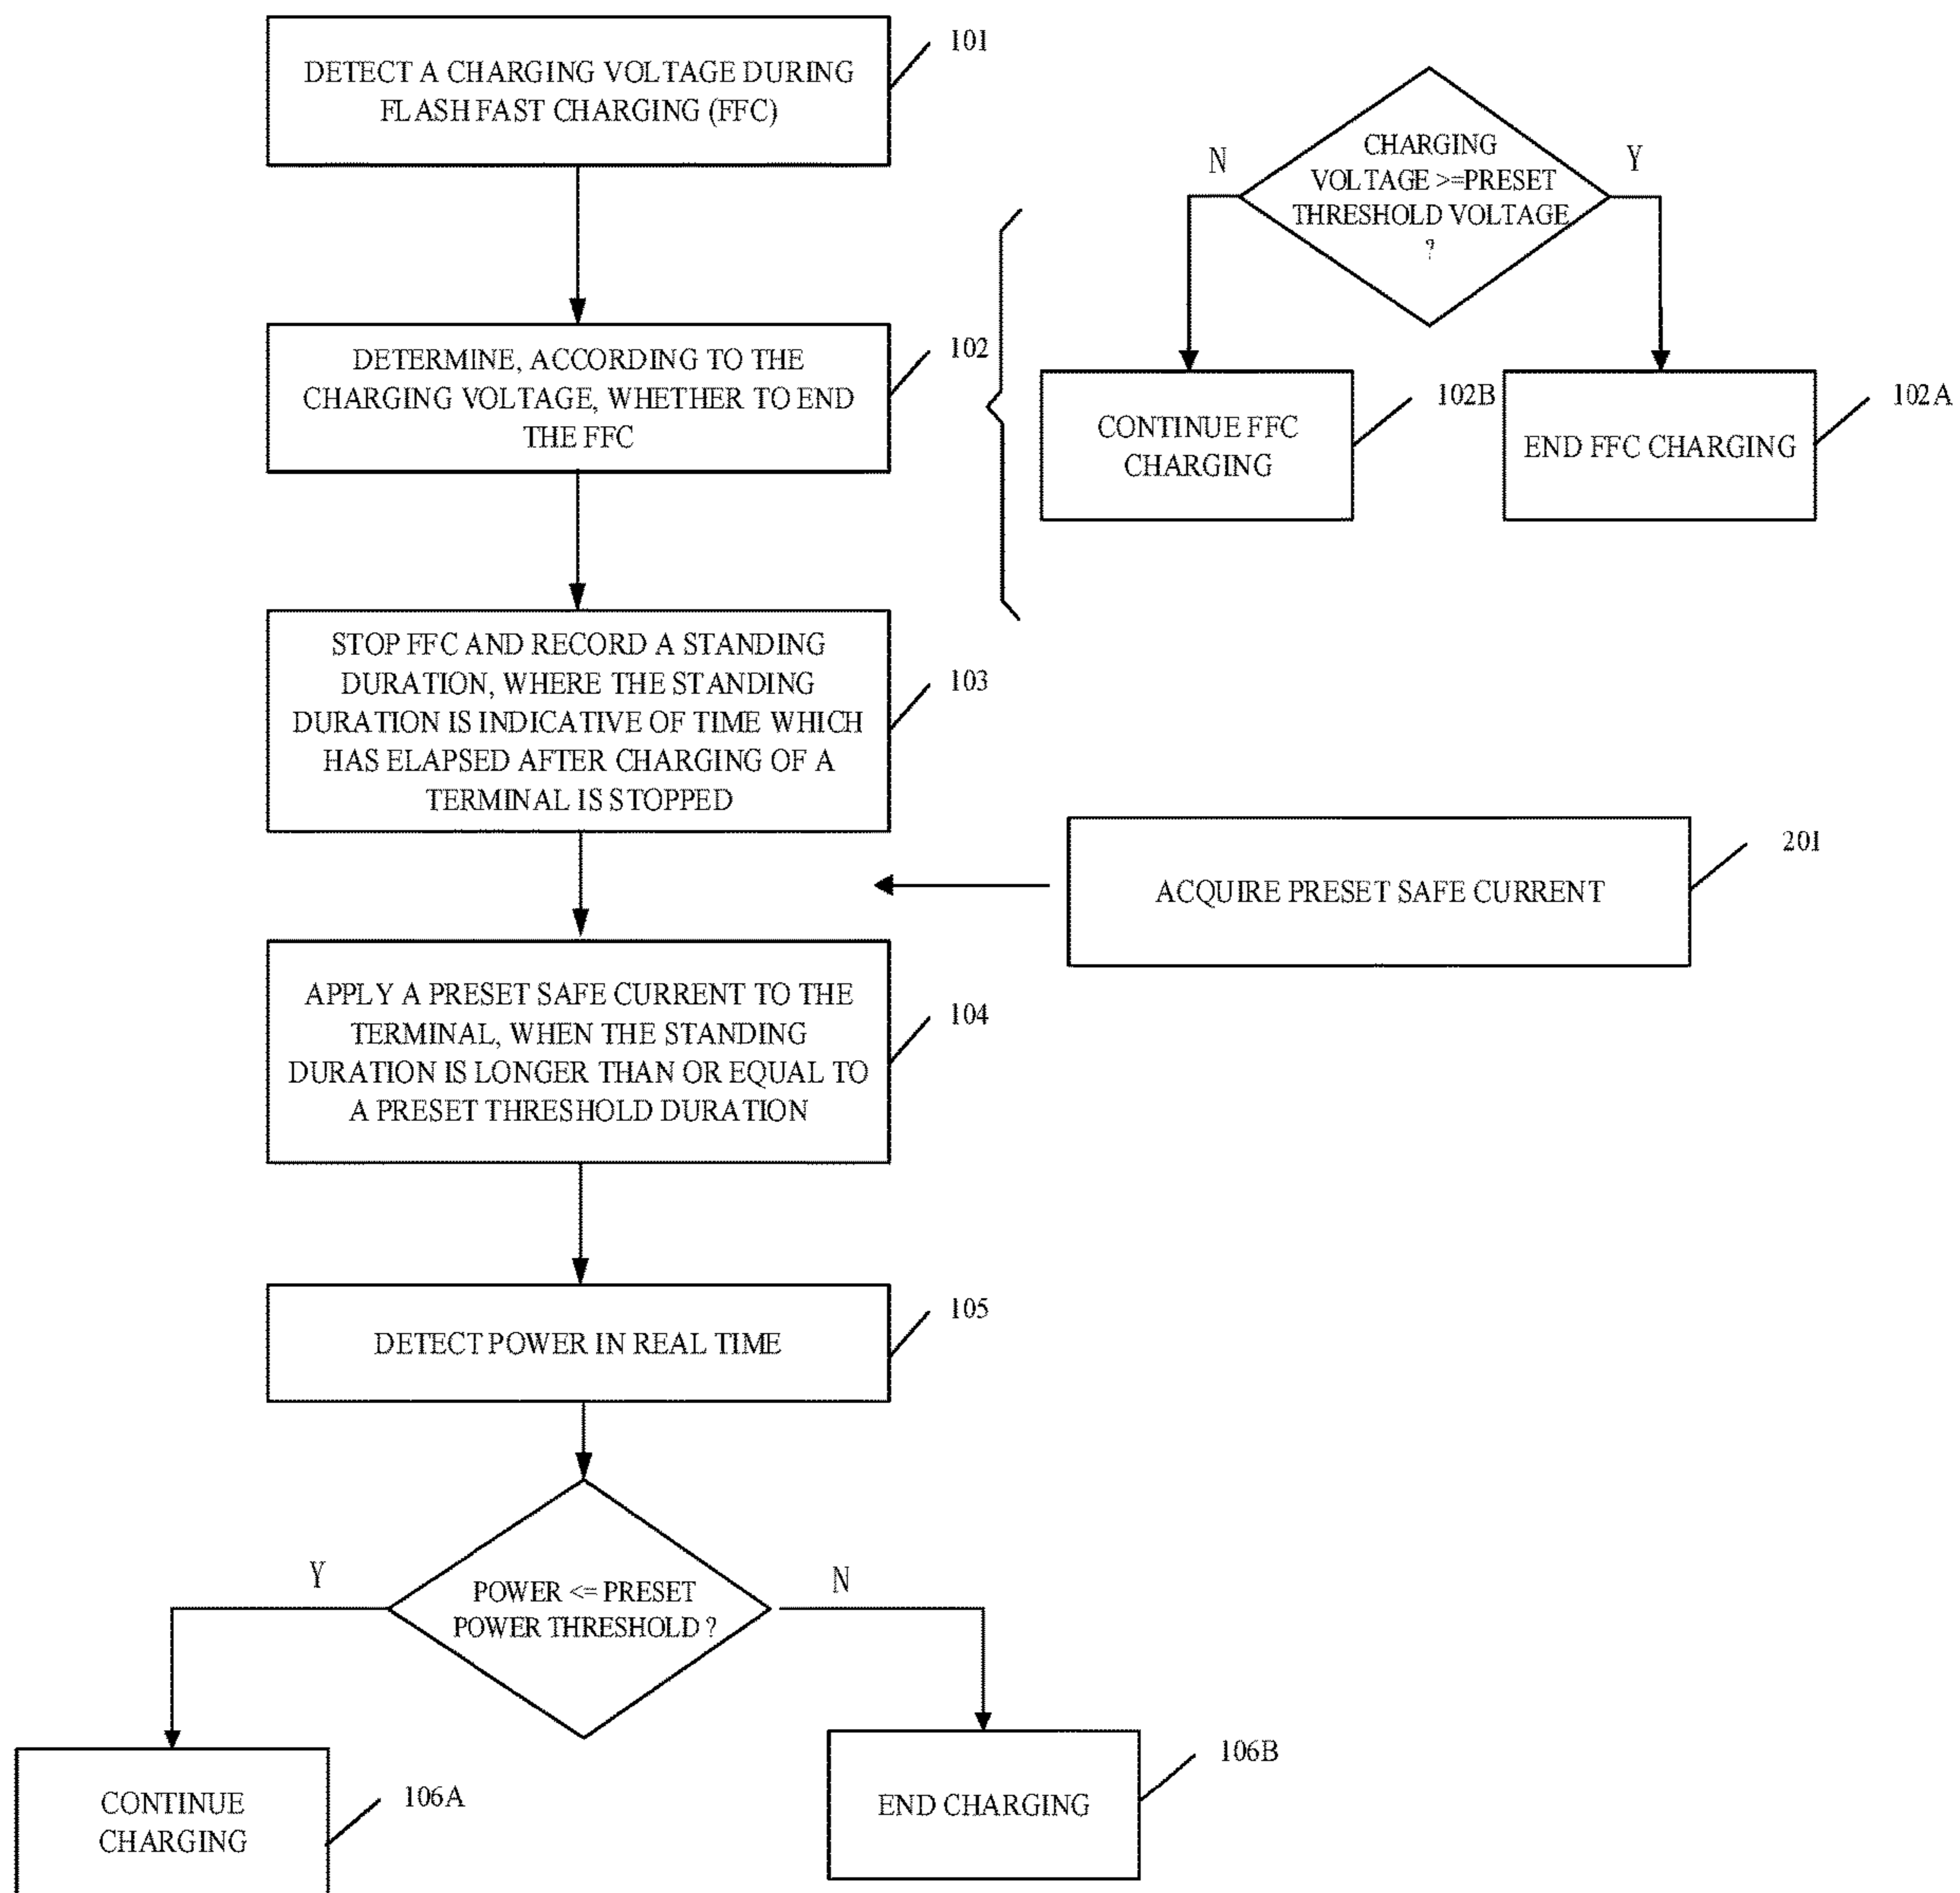 DETECT A CHARGING VOLTAGE DURING
FLASH FAST CHARGING (FFC)
101
CHARGING
VOLTAGE >=PRESET
THRESHOLD VOLTAGE
?
N
Y
DETERMINE, ACCORDING TO THE
CHARGING VOLTAGE, WHETHER TO END
THE FFC
102
CONTINUE FFC
CHARGING
102B
END FFC CHARGING
102A
STOP FFC AND RECORD A STANDING
DURATION, WHERE THE STANDING
DURATION IS INDICATIVE OF TIME WHICH
HAS ELAPSED AFTER CHARGING OF A
TERMINAL IS STOPPED
103
ACQUIRE PRESET SAFE CURRENT
201
APPLY A PRESET SAFE CURRENT TO THE
TERMINAL, WHEN THE STANDING
DURATION IS LONGER THAN OR EQUAL TO
A PRESET THRESHOLD DURATION
104
DETECT POWER IN REAL TIME
105
POWER <= PRESET
POWER THRESHOLD ?
Y
N
CONTINUE
CHARGING
106A
END CHARGING
106B